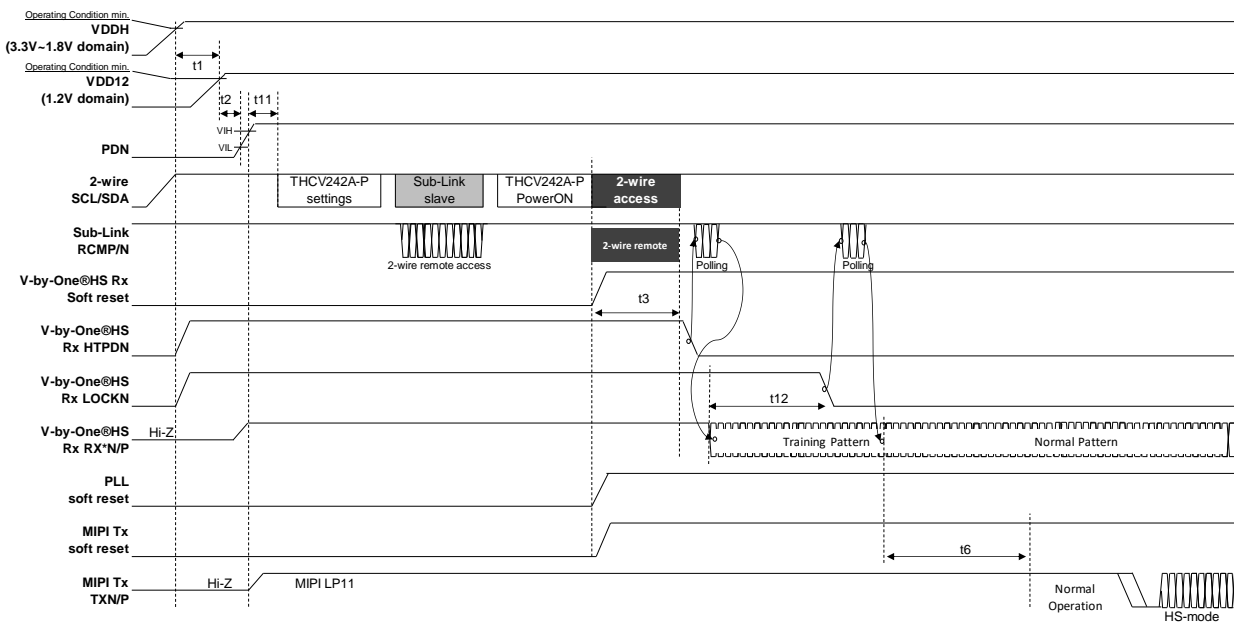 Operating Condition min.
VDDH
(3.3V~1.8V domain)
t1
Operating Condition min.
VDD12
(1.2V domain)
t2
t11
VIH
VIL
PDN
2-wire
SCL/SDA
THCV242A-P
settings
Sub-Link
slave
THCV242A-P
PowerON
2-wire
access
Sub-Link
RCMP/N
2-wire remote access
2-wire remote
Polling
Polling
V-by-One®HS Rx
Soft reset
t3
V-by-One®HS
Rx HTPDN
V-by-One®HS
Rx LOCKN
t12
V-by-One®HS
Rx RX*N/P
Hi-Z
Training Pattern
Normal Pattern
PLL
soft reset
MIPI Tx
soft reset
t6
MIPI Tx
TXN/P
Hi-Z
MIPI LP11
Normal
Operation
HS-mode